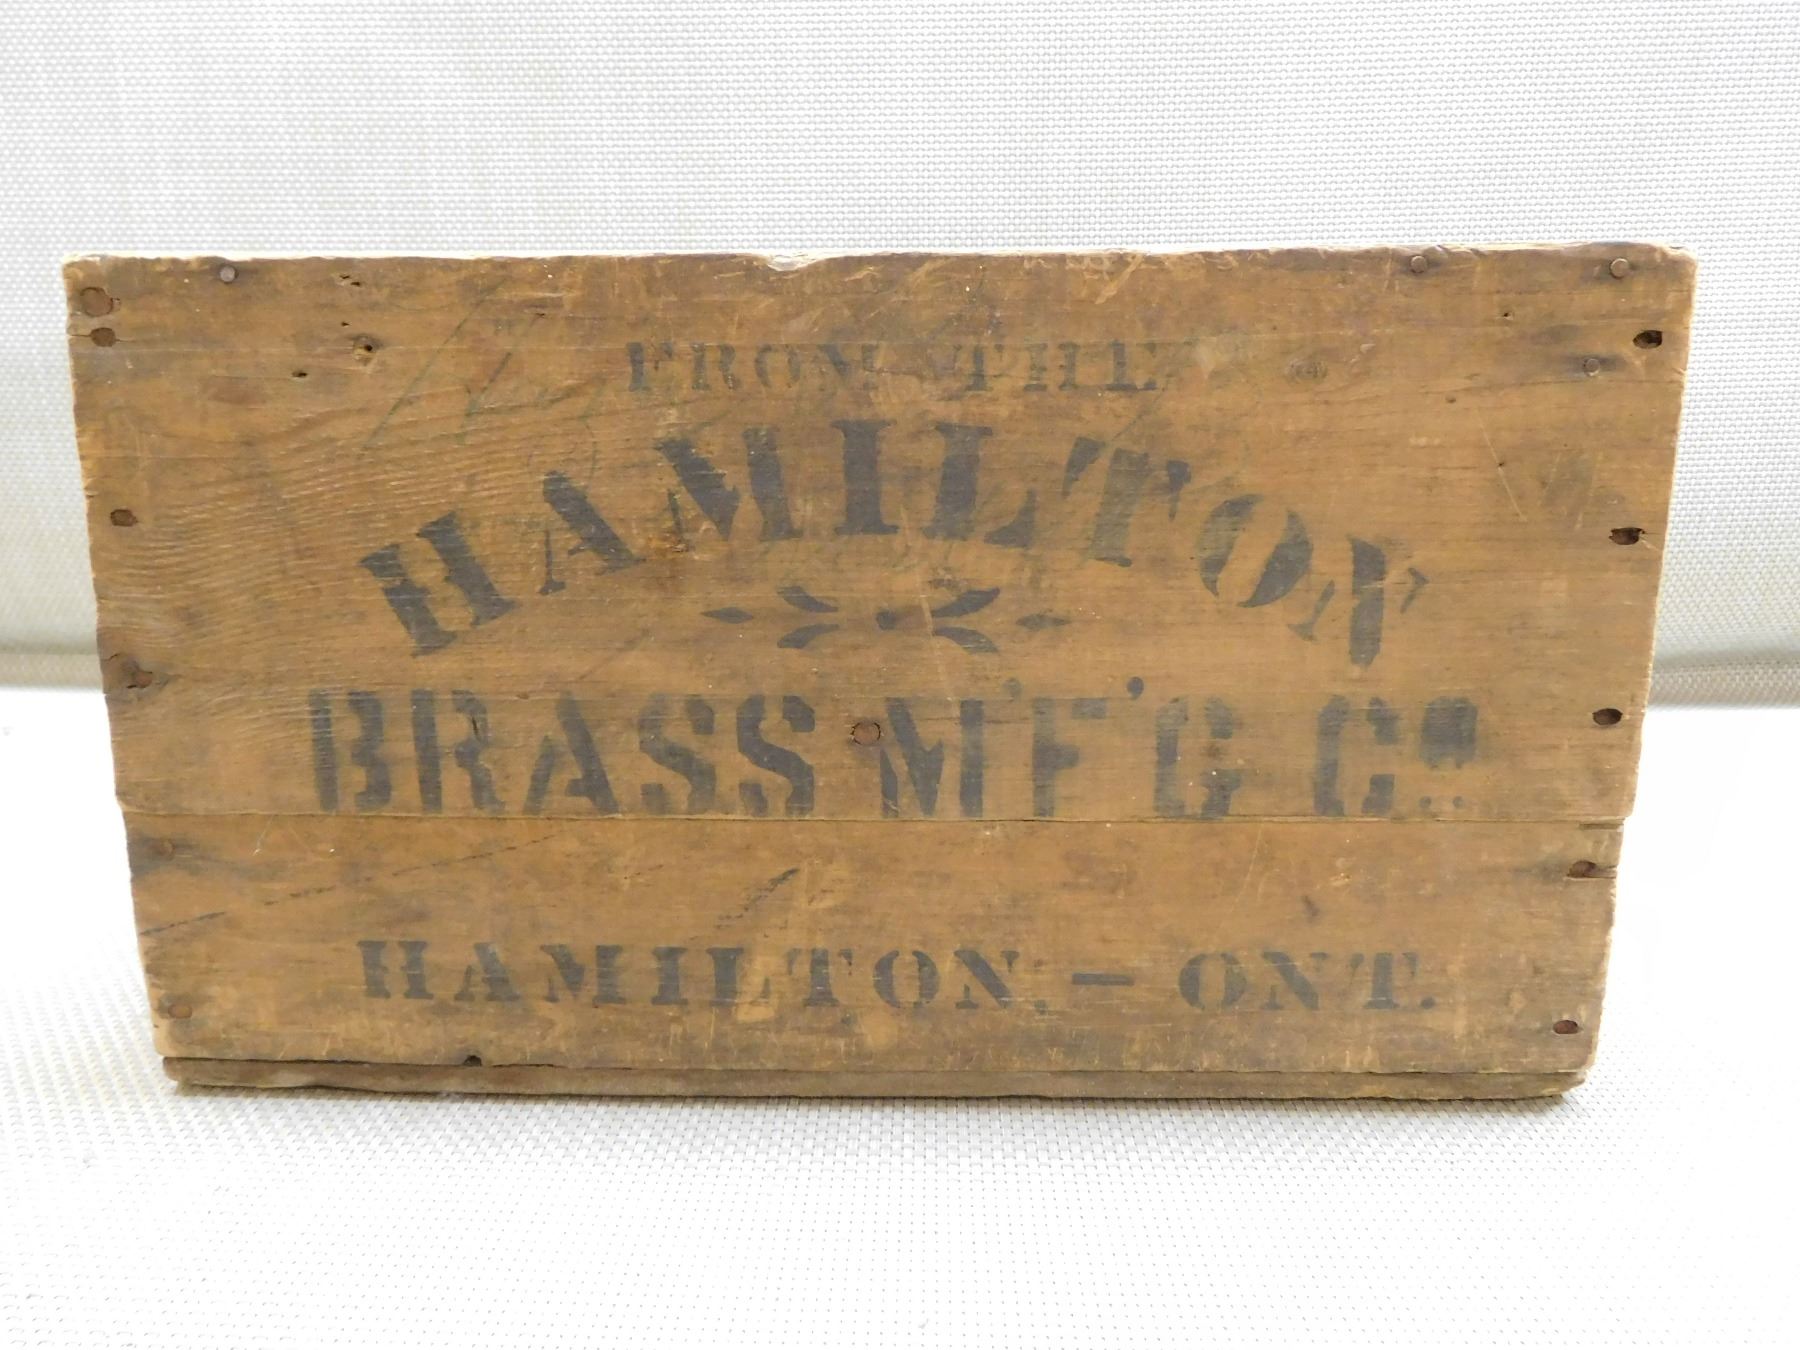 FROM THE
HAMILTON
BRASS M'F'G Co
HAMILTON, - ONT.